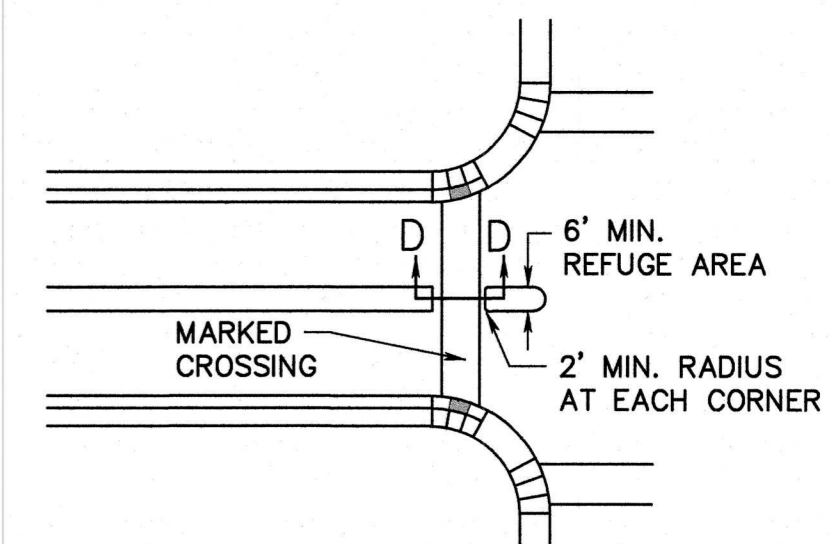 D
D
6' MIN.
REFUGE AREA
MARKED
CROSSING
2' MIN. RADIUS
AT EACH CORNER